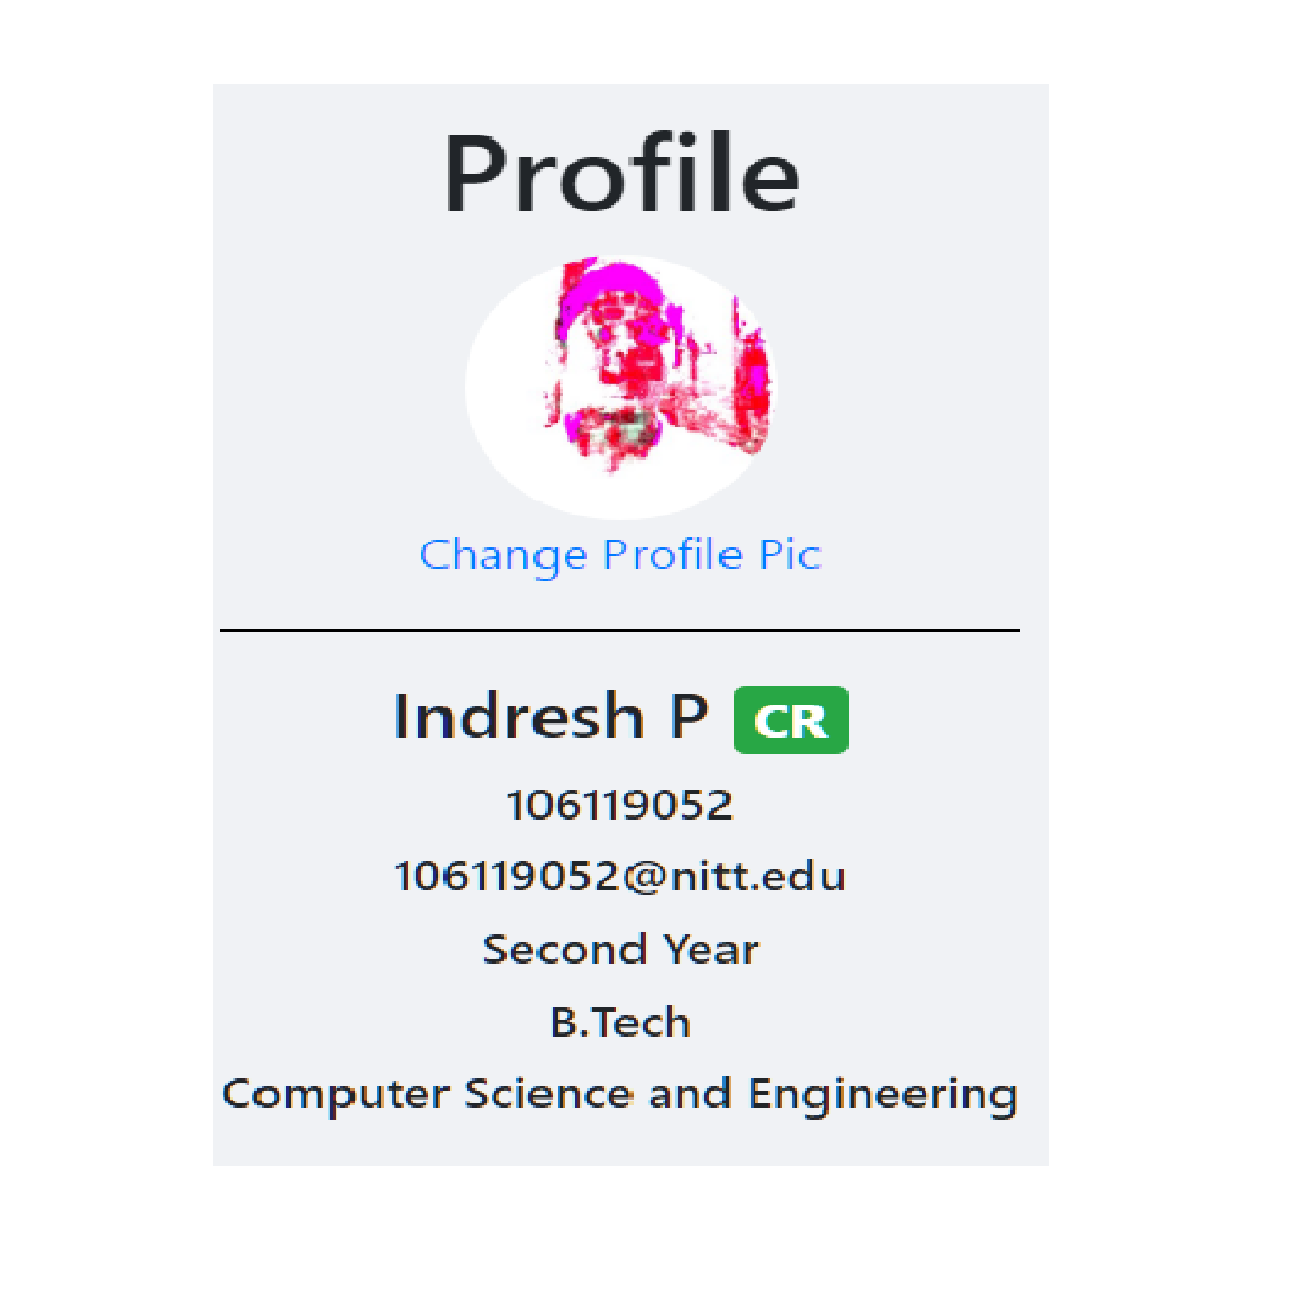 Profile
Change Profile Pic
Indresh P CR
106119052
106119052@nitt.edu
Second Year
B.Tech
Computer Science and Engineering